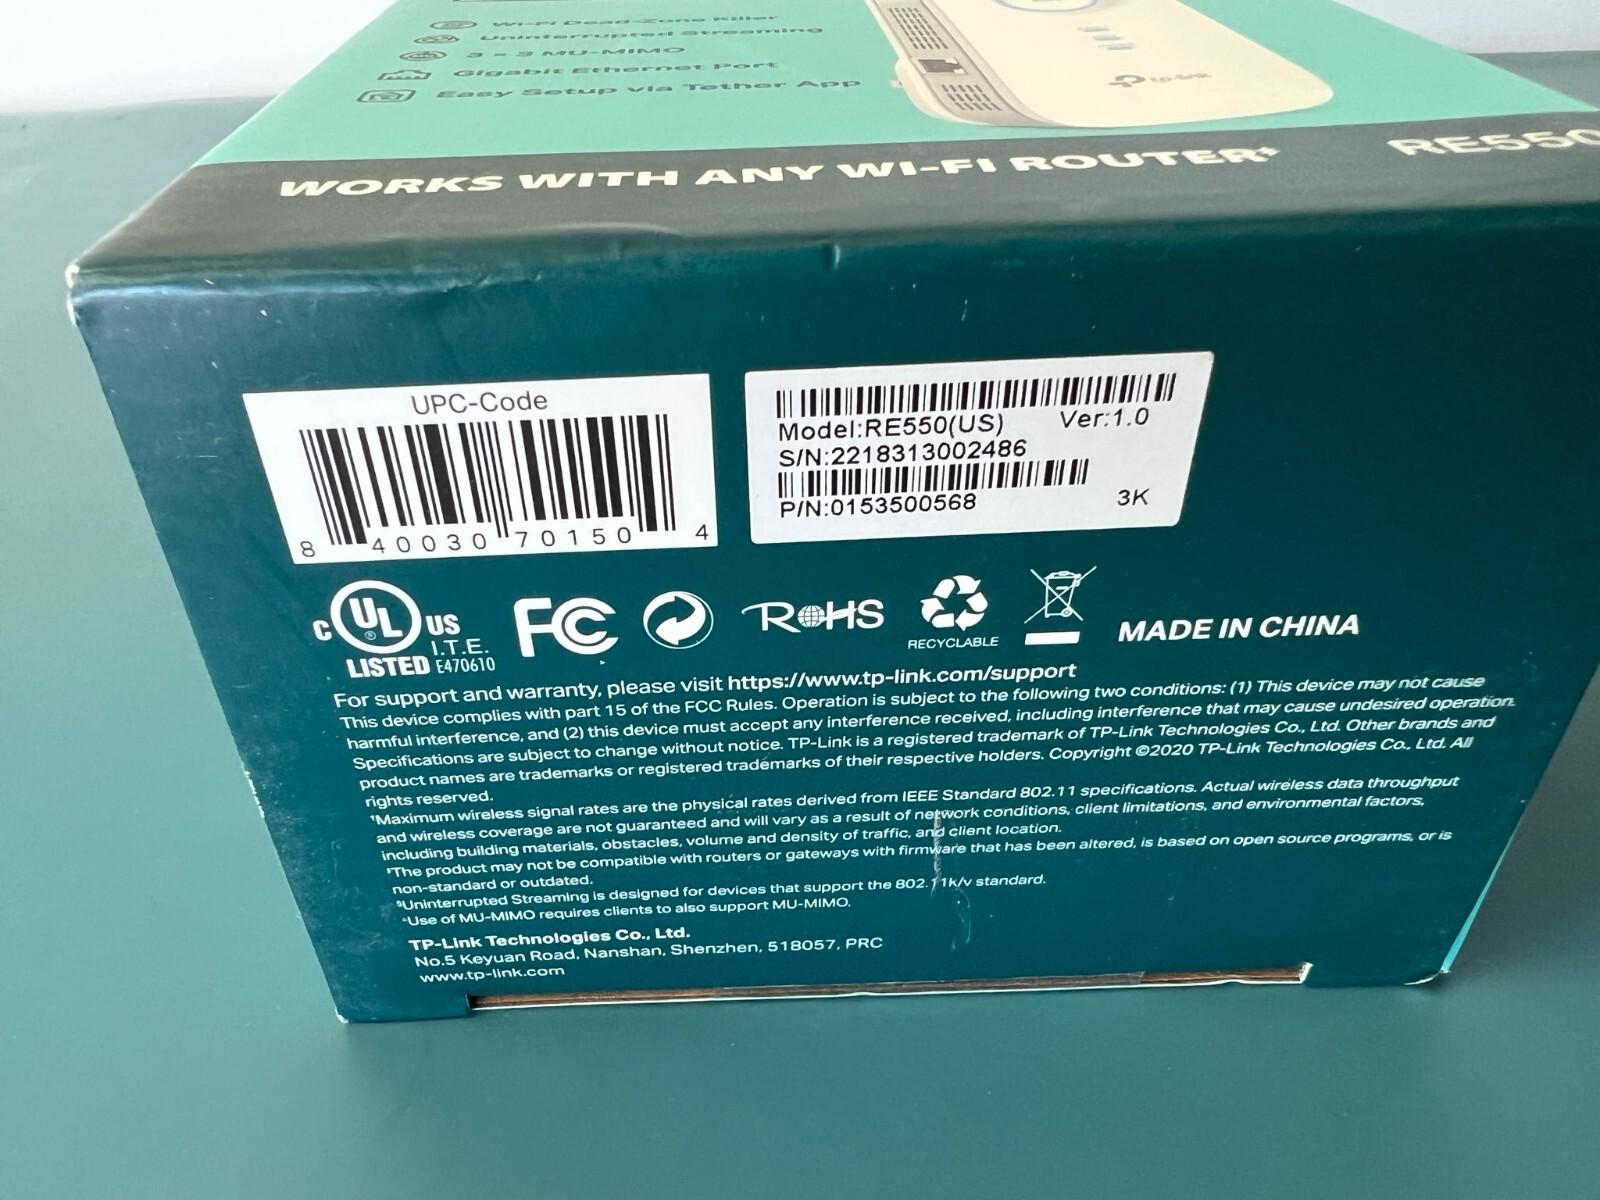 Wi-Fi Dead-Zone Killer
Uninterrupted Streaming
3 × 3 MU-MIMO
Gigabit Ethernet Port
Easy Setup via Tether App
tp-link
WORKS WITH ANY WI-FI ROUTER⁺
RE550
UPC-Code
8 40030 70150 4
Model:RE550(US) Ver:1.0
S/N:2218313002486
P/N:0153500568 3K
C UL ® US
I.T.E.
LISTED E470610
FC
RoHS
RECYCLABLE
MADE IN CHINA
For support and warranty, please visit https://www.tp-link.com/support
This device complies with part 15 of the FCC Rules. Operation is subject to the following two conditions: (1) This device may not cause
harmful interference, and (2) this device must accept any interference received, including interference that may cause undesired operation.
Specifications are subject to change without notice. TP-Link is a registered trademark of TP-Link Technologies Co., Ltd. Other brands and
product names are trademarks or registered trademarks of their respective holders. Copyright ©2020 TP-Link Technologies Co., Ltd. All
rights reserved.
†Maximum wireless signal rates are the physical rates derived from IEEE Standard 802.11 specifications. Actual wireless data throughput
and wireless coverage are not guaranteed and will vary as a result of network conditions, client limitations, and environmental factors,
including building materials, obstacles, volume and density of traffic, and client location.
‡The product may not be compatible with routers or gateways with firmware that has been altered, is based on open source programs, or is
non-standard or outdated.
§Uninterrupted Streaming is designed for devices that support the 802.11k/v standard.
△Use of MU-MIMO requires clients to also support MU-MIMO.
TP-Link Technologies Co., Ltd.
No.5 Keyuan Road, Nanshan, Shenzhen, 518057, PRC
www.tp-link.com